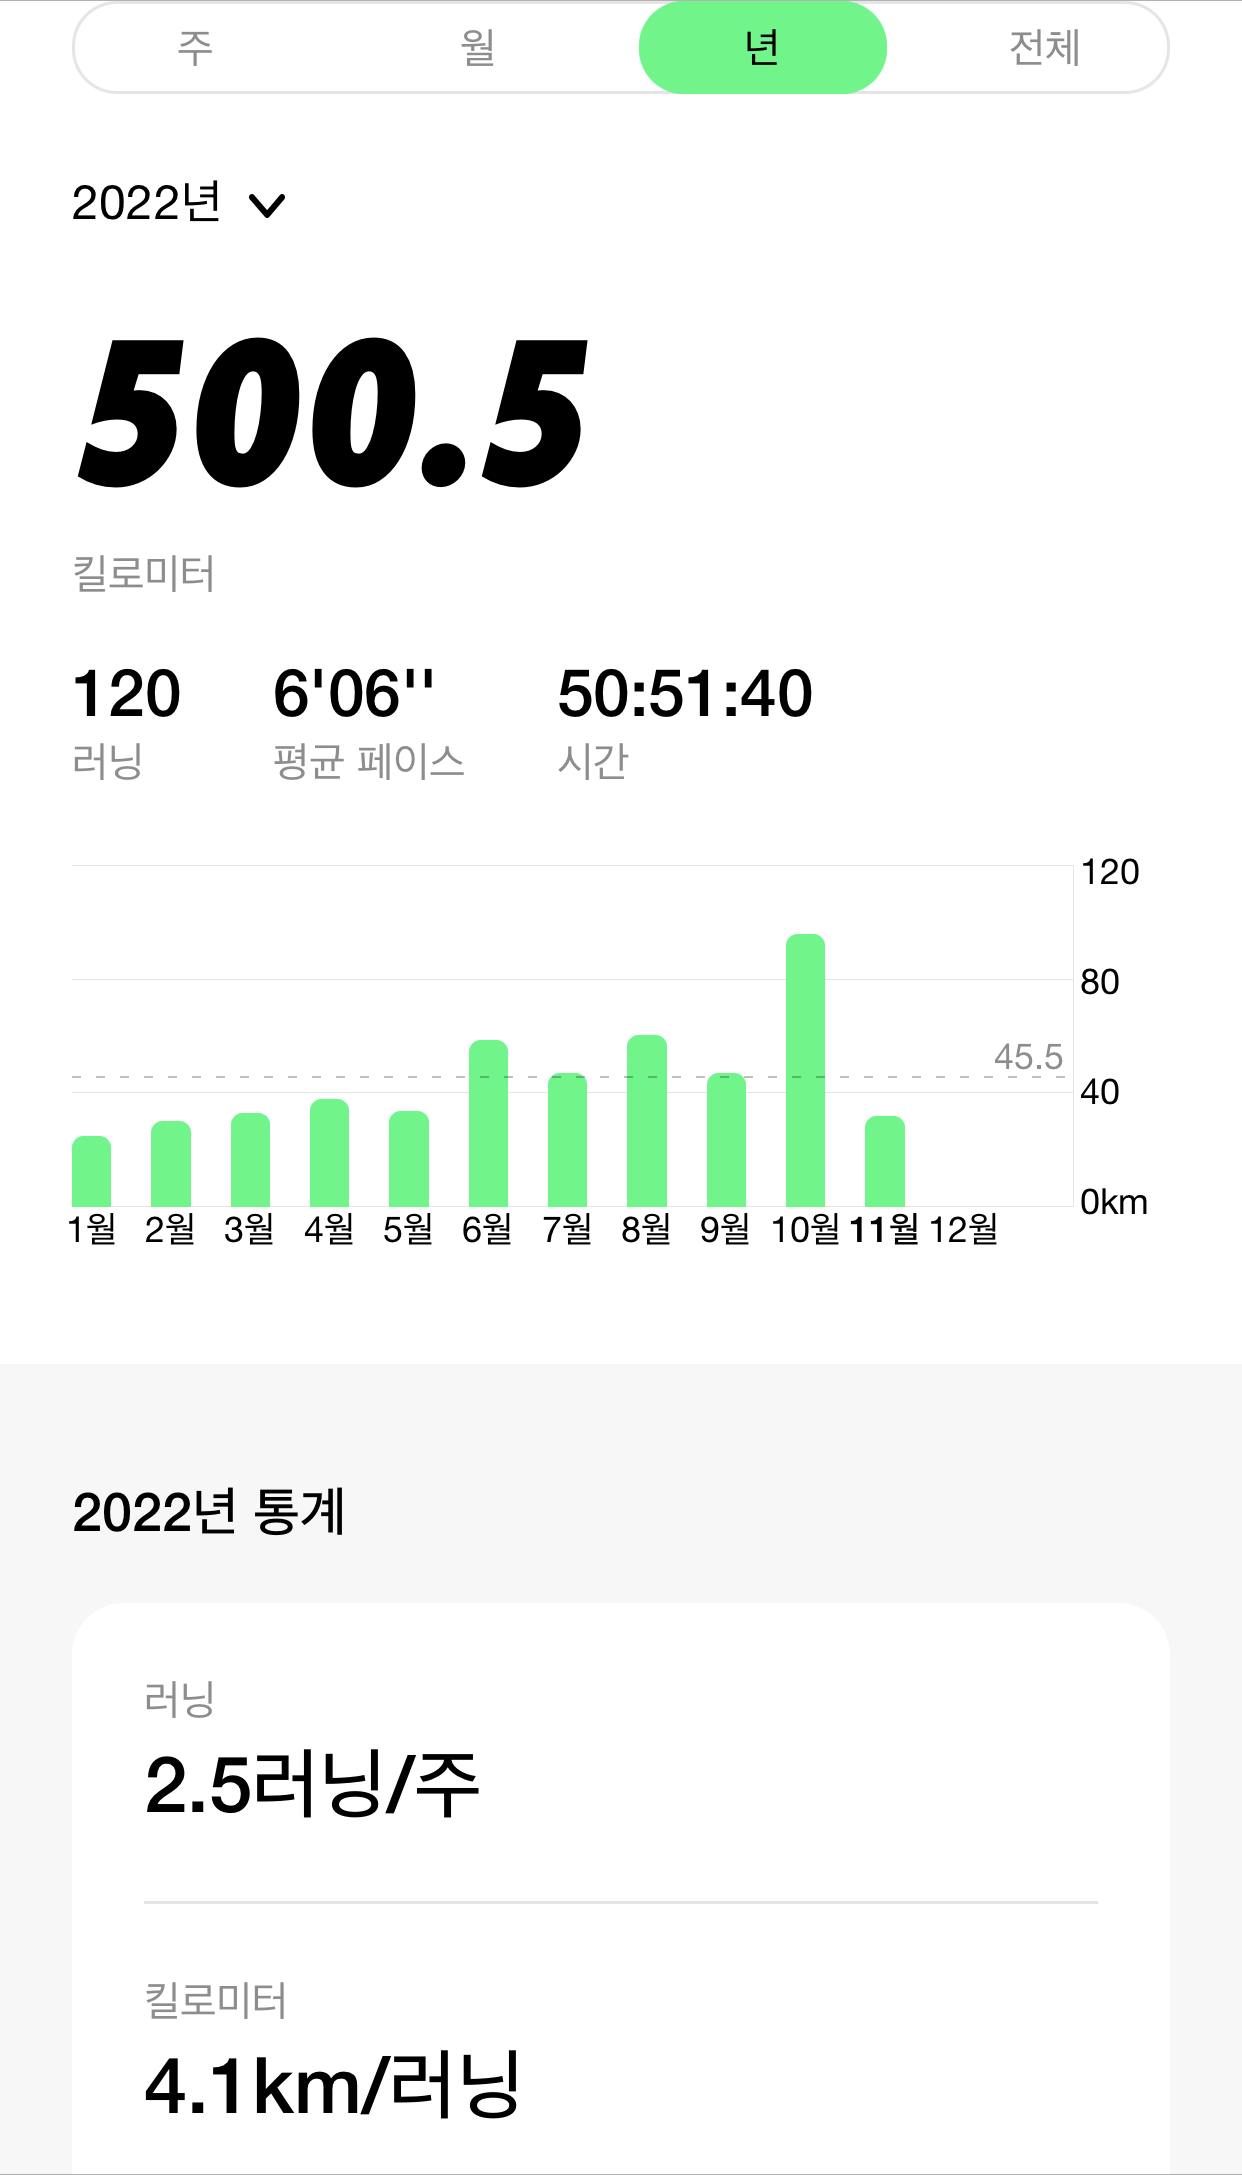 주 월 년 전체
2022년
500.5
킬로미터
120 6'06'' 50:51:40
러닝 평균 페이스 시간
120
80
45.5
40
0km
1월 2월 3월 4월 5월 6월 7월 8월 9월 10월 11월 12월
2022년 통계
러닝
2.5러닝/주
킬로미터
4.1km/러닝